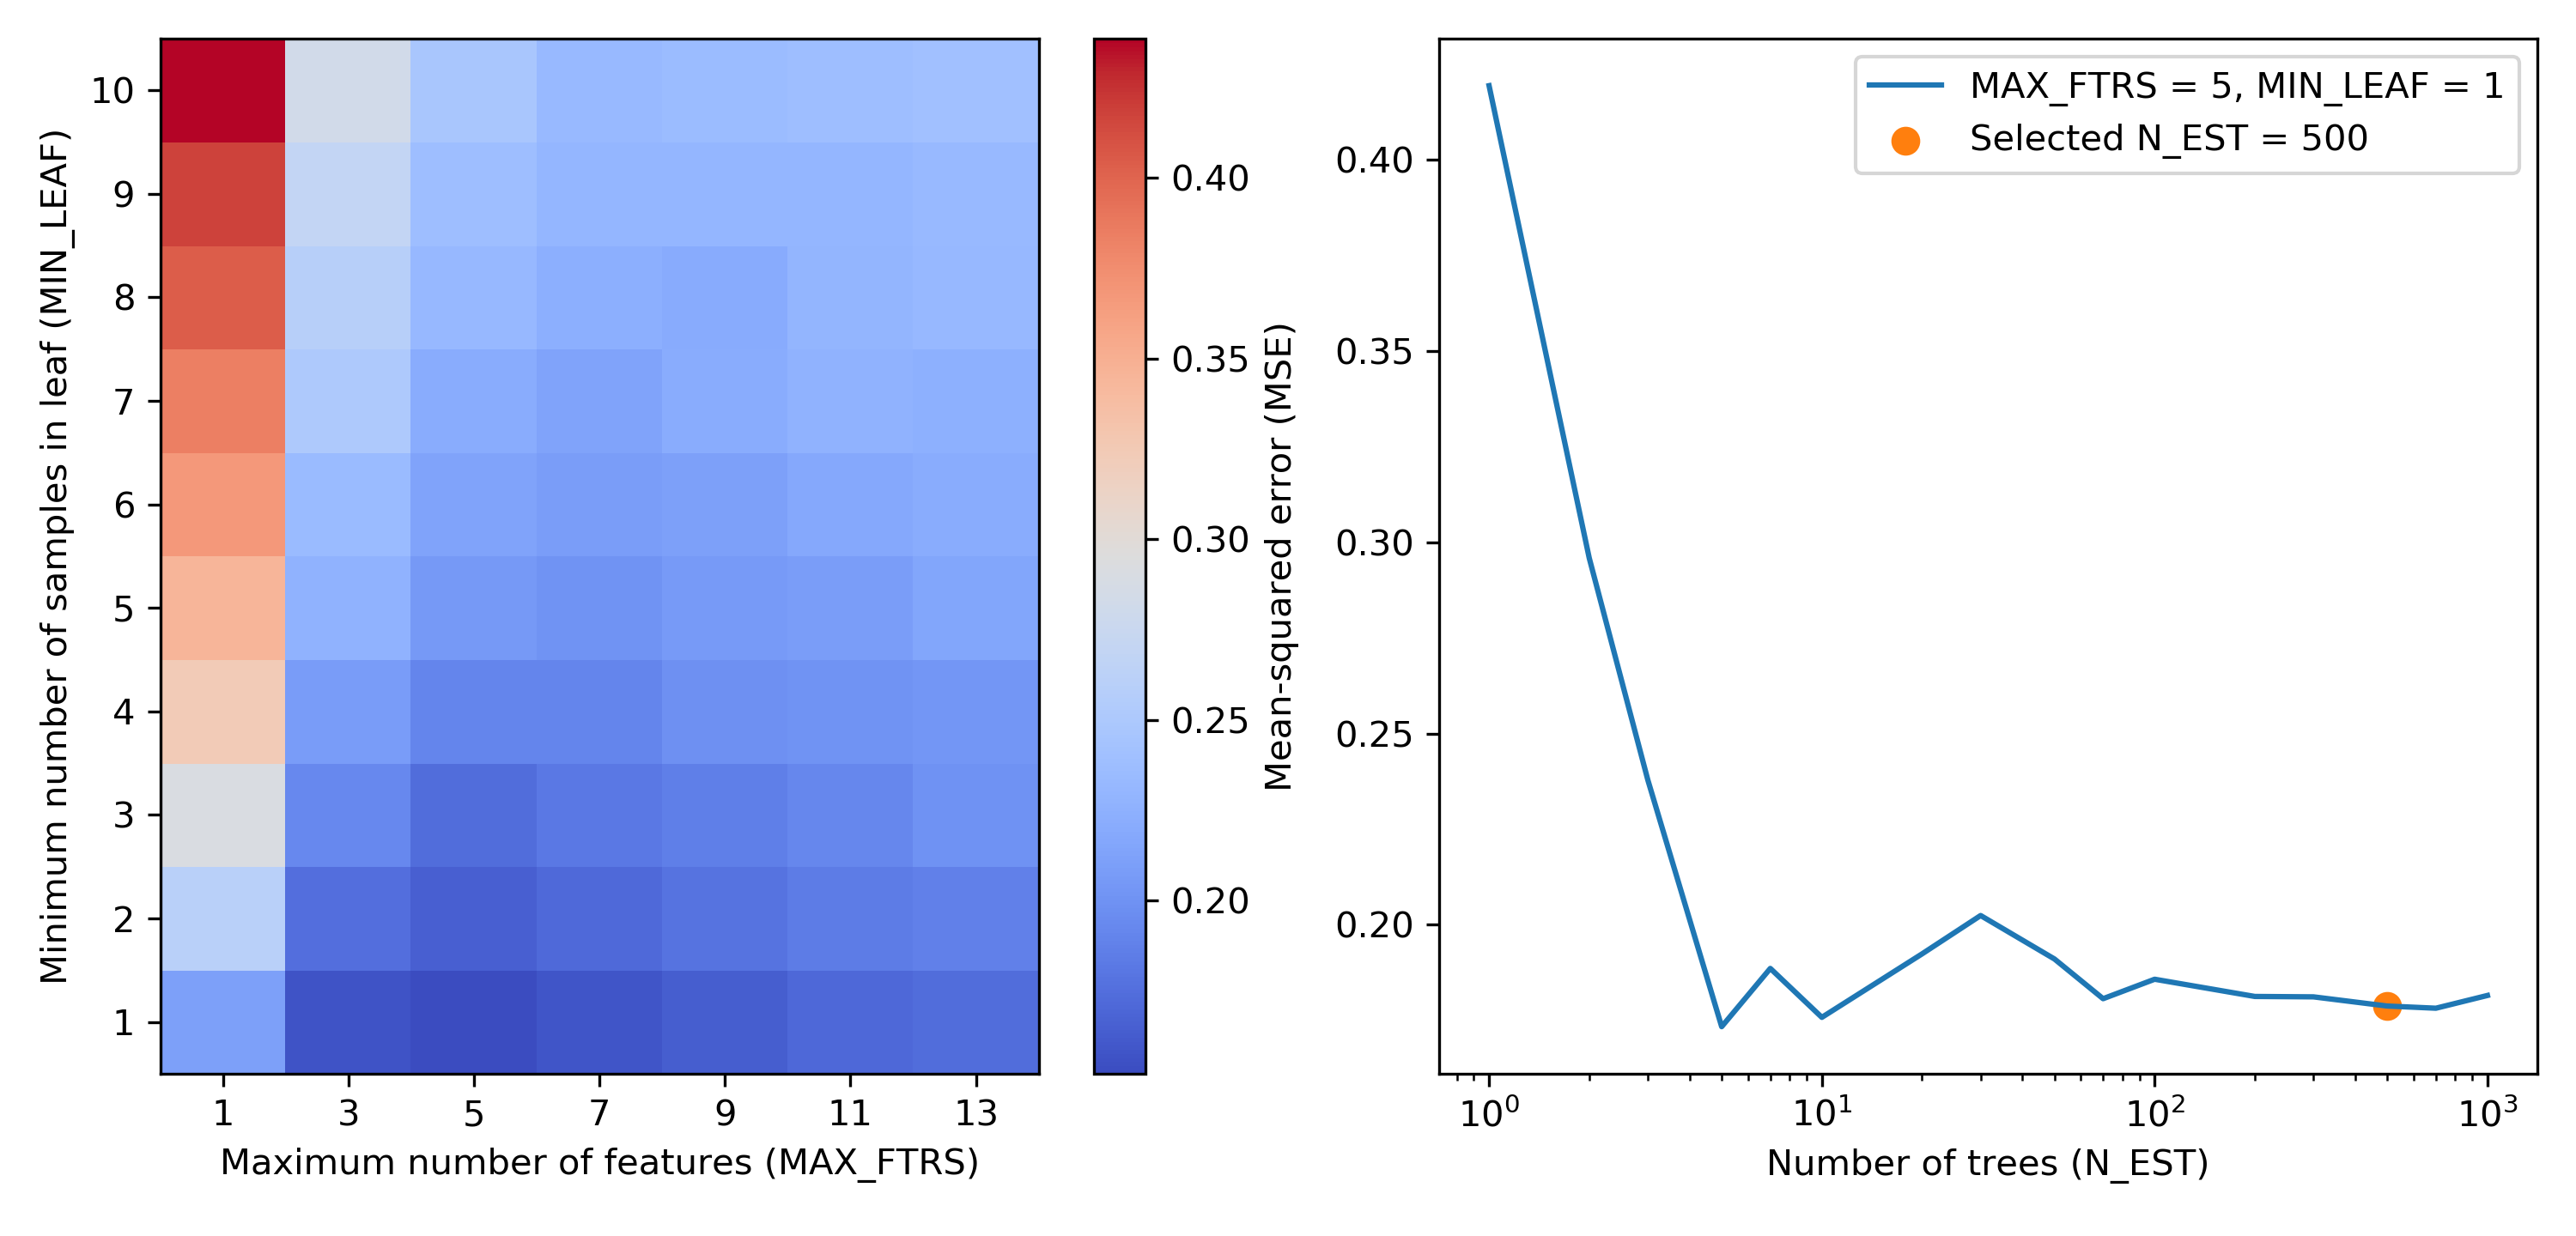 Minimum number of samples in leaf (MIN_LEAF)
10
9
8
7
6
5
4
3
2
1
1 3 5 7 9 11 13
Maximum number of features (MAX_FTRS)
0.40
0.35
0.30
0.25
0.20
Mean-squared error (MSE)
0.40
0.35
0.30
0.25
0.20
MAX_FTRS = 5, MIN_LEAF = 1
Selected N_EST = 500
10⁰ 10¹ 10² 10³
Number of trees (N_EST)